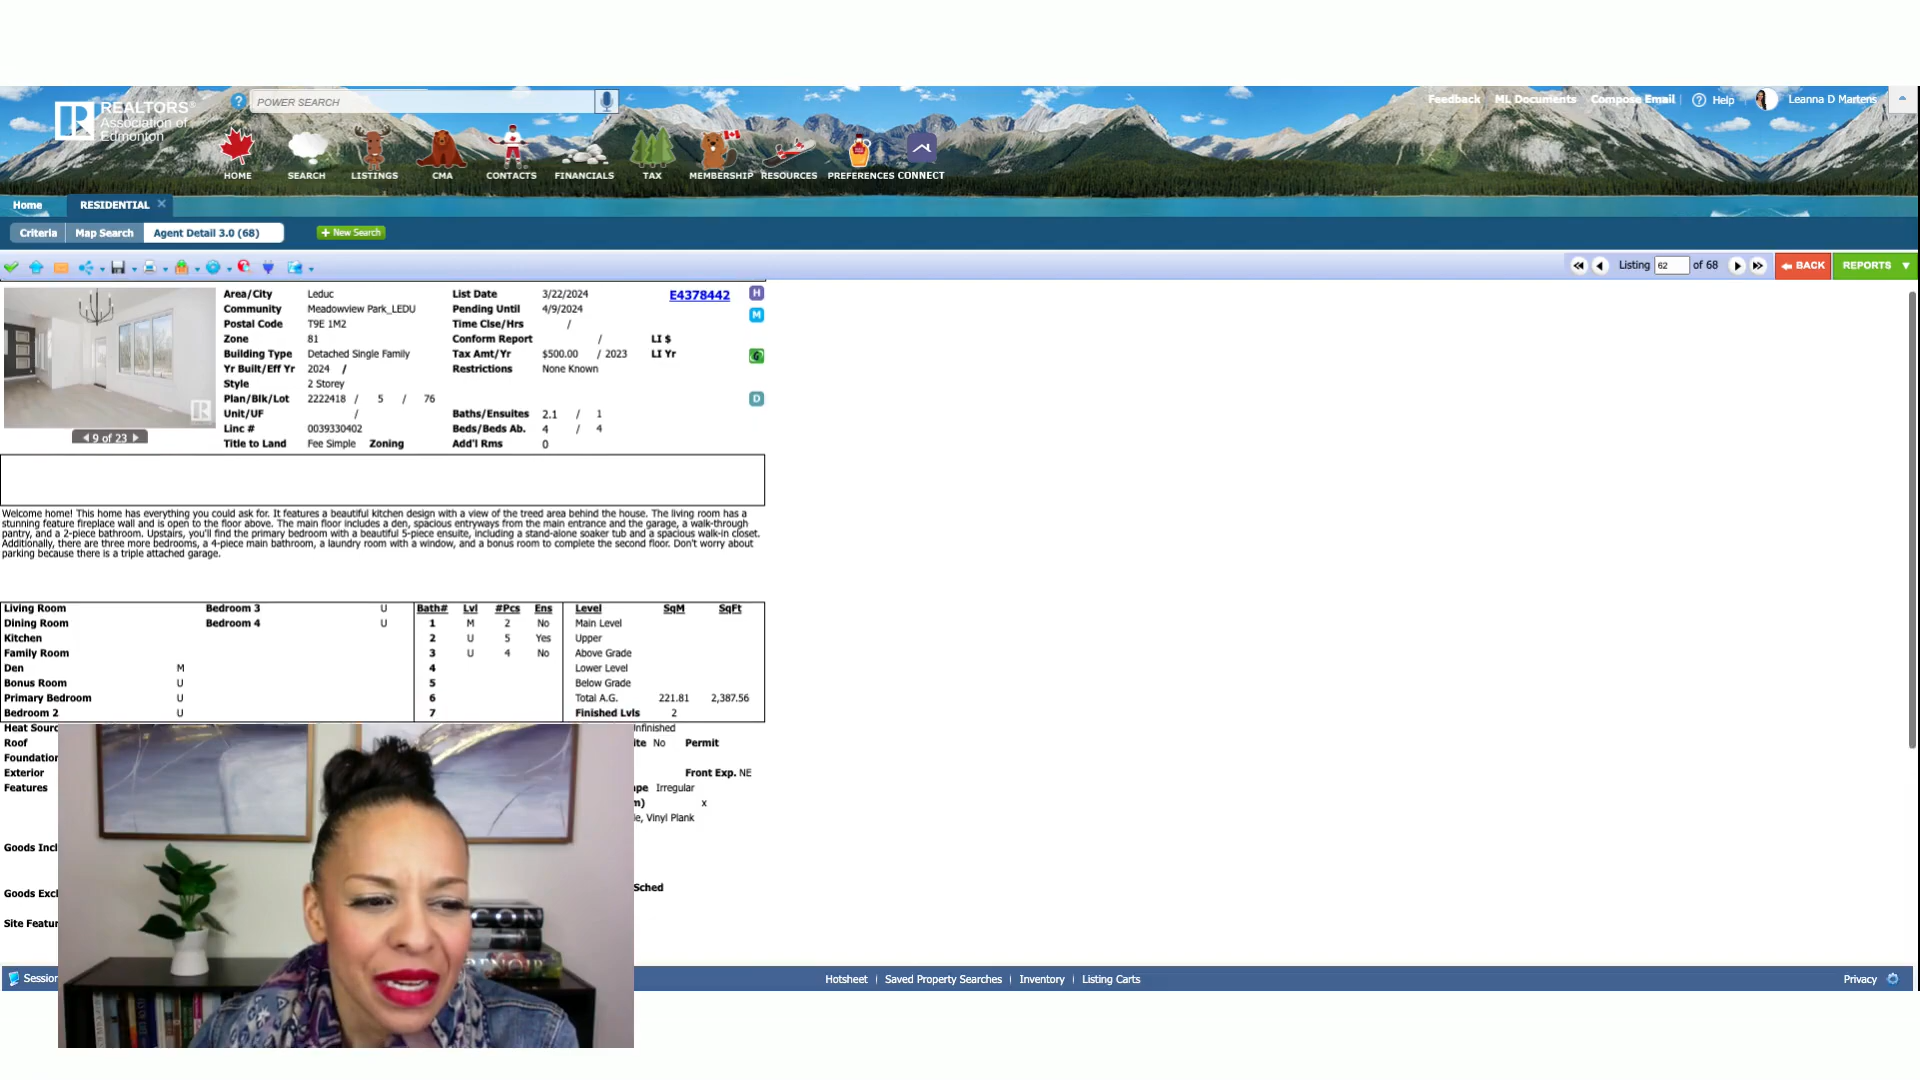 REALTORS®
Association of
Edmonton
POWER SEARCH
Feedback ML Documents Compose Email | Help Leanna D Martens
HOME SEARCH LISTINGS CMA CONTACTS FINANCIALS TAX MEMBERSHIP RESOURCES PREFERENCES CONNECT
Home RESIDENTIAL
Criteria Map Search Agent Detail 3.0 (68) + New Search
Listing 62 of 68 BACK REPORTS
Area/City Leduc List Date 3/22/2024 E4378442 H
Community Meadowview Park_LEDU Pending Until 4/9/2024 M
Postal Code T9E 1M2 Time Clse/Hrs /
Zone 81 Conform Report / LI $
Building Type Detached Single Family Tax Amt/Yr $500.00 / 2023 LI Yr
Yr Built/Eff Yr 2024 / Restrictions None Known
Style 2 Storey
Plan/Blk/Lot 2222418 / 5 / 76 D
Unit/UF / Baths/Ensuites 2.1 / 1
Linc # 0039330402 Beds/Beds Ab. 4 / 4
9 of 23
Title to Land Fee Simple Zoning Add'l Rms 0
Welcome home! This home has everything you could ask for. It features a beautiful kitchen design with a view of the treed area behind the house. The living room has a
stunning feature fireplace wall and is open to the floor above. The main floor includes a den, spacious entryways from the main entrance and the garage, a walk-through
pantry, and a 2-piece bathroom. Upstairs, you'll find the primary bedroom with a beautiful 5-piece ensuite, including a stand-alone soaker tub and a spacious walk-in closet.
Additionally, there are three more bedrooms, a 4-piece main bathroom, a laundry room with a window, and a bonus room to complete the second floor. Don't worry about
parking because there is a triple attached garage.
Living Room Bedroom 3 U Bath# Lvl #Pcs Ens Level SqM SqFt
Dining Room Bedroom 4 U 1 M 2 No Main Level
Kitchen 2 U 5 Yes Upper
Family Room 3 U 4 No Above Grade
Den M 4 Lower Level
Bonus Room U 5 Below Grade
Primary Bedroom U 6 Total A.G. 221.81 2,387.56
Bedroom 2 U 7 Finished Lvls 2
Heat Sourc nfinished
Roof ite No Permit
Foundation
Exterior Front Exp. NE
Features pe Irregular
m) x
le, Vinyl Plank
Goods Incl
Goods Excl Sched
Site Featur
Session Hotsheet | Saved Property Searches | Inventory | Listing Carts Privacy